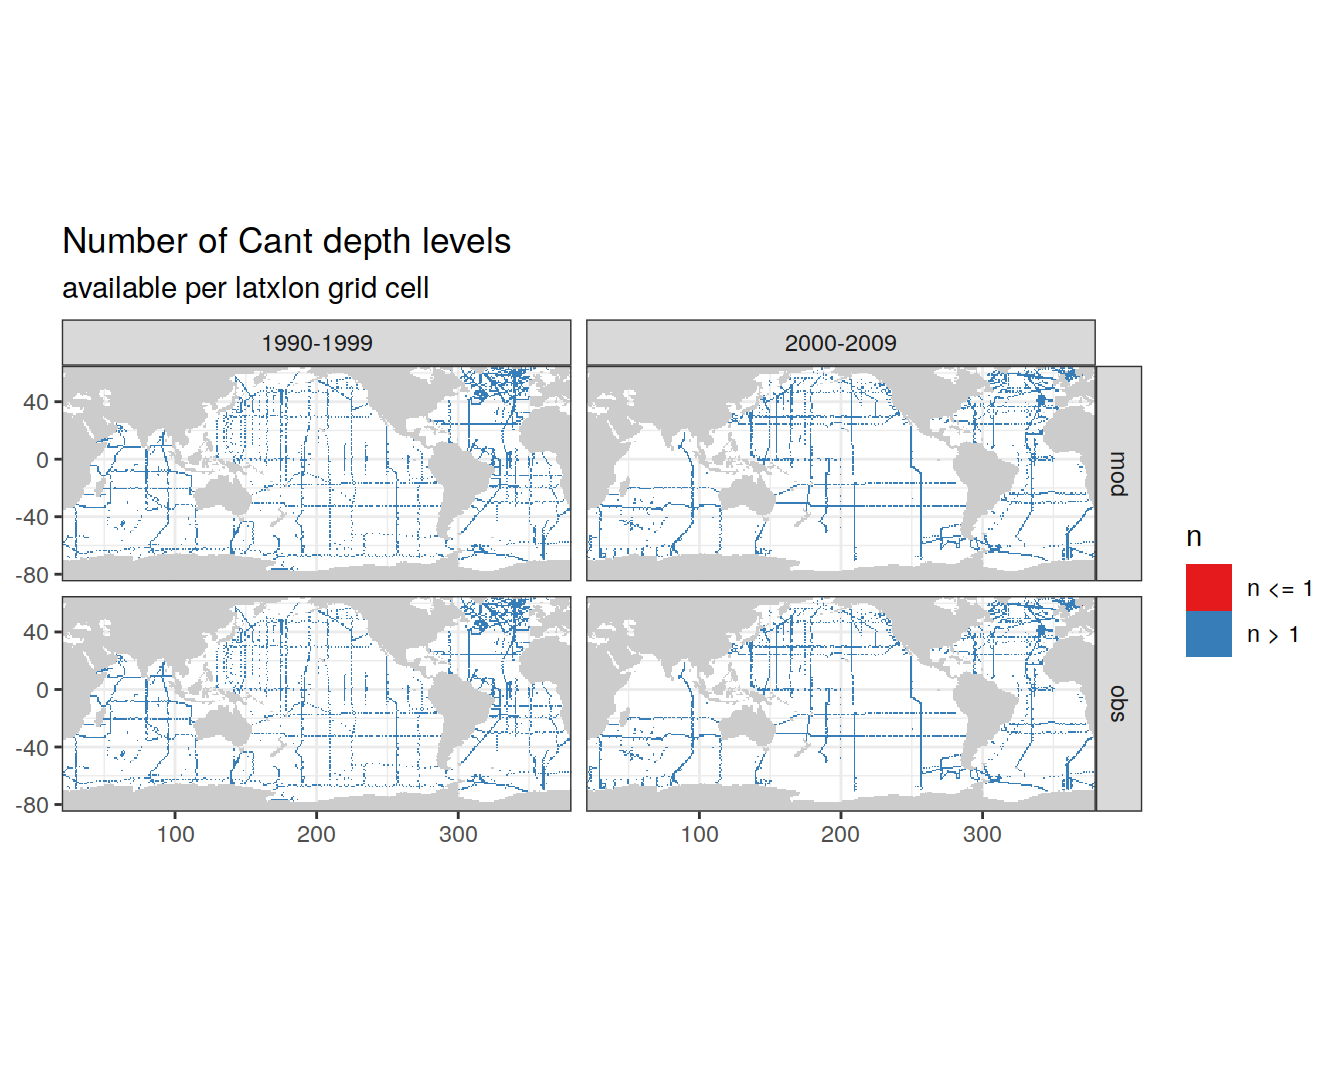 Number of Cant depth levels
available per latxlon grid cell
1990-1999
2000-2009
40
0
-40
-80
mod
40
0
-40
-80
obs
100
200
300
100
200
300
n
n <= 1
n > 1